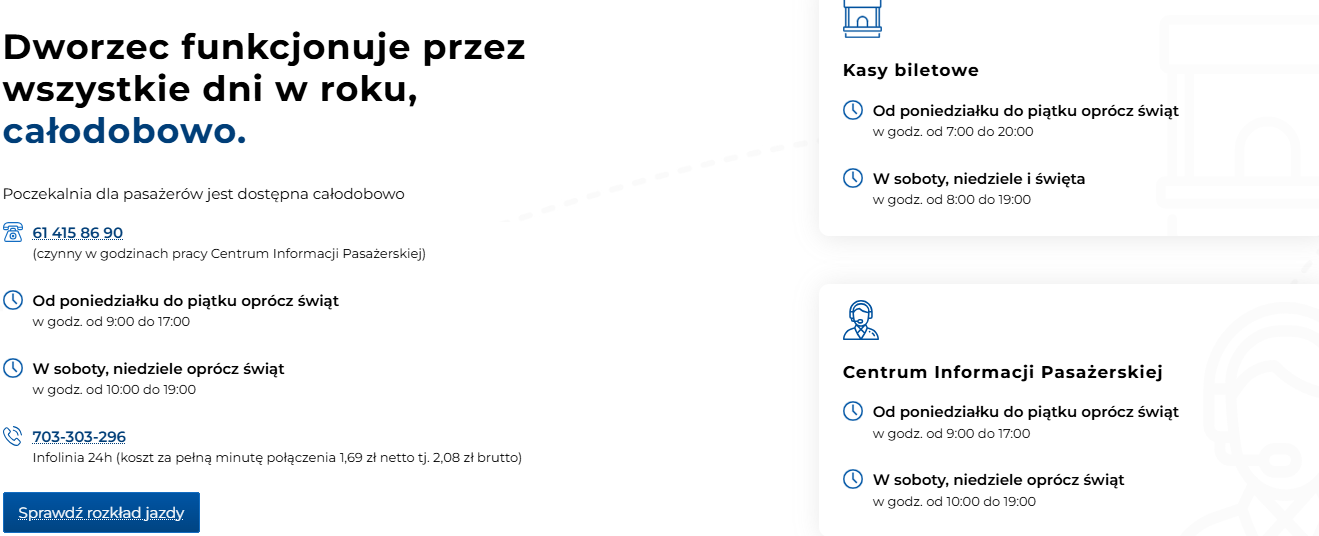 Dworzec funkcjonuje przez
wszystkie dni w roku,
całodobowo.
Poczekalnia dla pasażerów jest dostępna całodobowo
61 415 86 90
(czynny w godzinach pracy Centrum Informacji Pasażerskiej)
Od poniedziałku do piątku oprócz świąt
w godz. od 9:00 do 17:00
W soboty, niedziele oprócz świąt
w godz. od 10:00 do 19:00
703-303-296
Infolinia 24h (koszt za pełną minutę połączenia 1,69 zł netto tj. 2,08 zł brutto)
Sprawdź rozkład jazdy
Kasy biletowe
Od poniedziałku do piątku oprócz świąt
w godz. od 7:00 do 20:00
W soboty, niedziele i święta
w godz. od 8:00 do 19:00
Centrum Informacji Pasażerskiej
Od poniedziałku do piątku oprócz świąt
w godz. od 9:00 do 17:00
W soboty, niedziele oprócz świąt
w godz. od 10:00 do 19:00